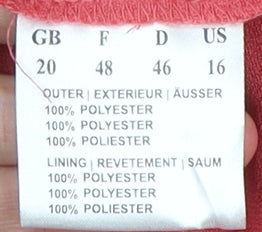 GB F D US
20 48 46 16
OUTER | EXTERIEUR | ÄUSSER
100% POLYESTER
100% POLYESTER
100% POLIESTER
LINING | REVETEMENT | SAUM
100% POLYESTER
100% POLYESTER
100% POLIESTER